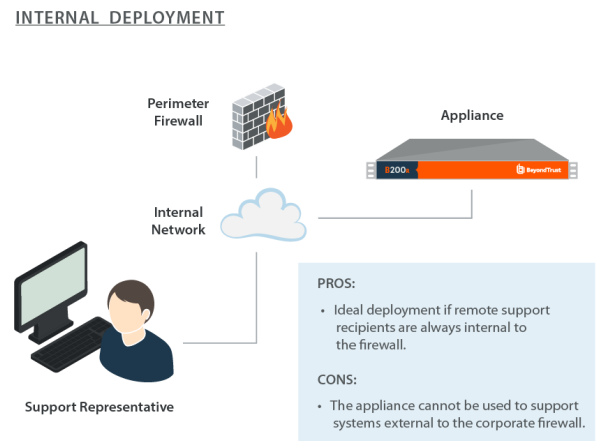 INTERNAL DEPLOYMENT
Perimeter
Firewall
Appliance
B200s
BeyondTrust
Internal
Network
Support Representative
PROS:
• Ideal deployment if remote support
recipients are always internal to
the firewall.
CONS:
• The appliance cannot be used to support
systems external to the corporate firewall.